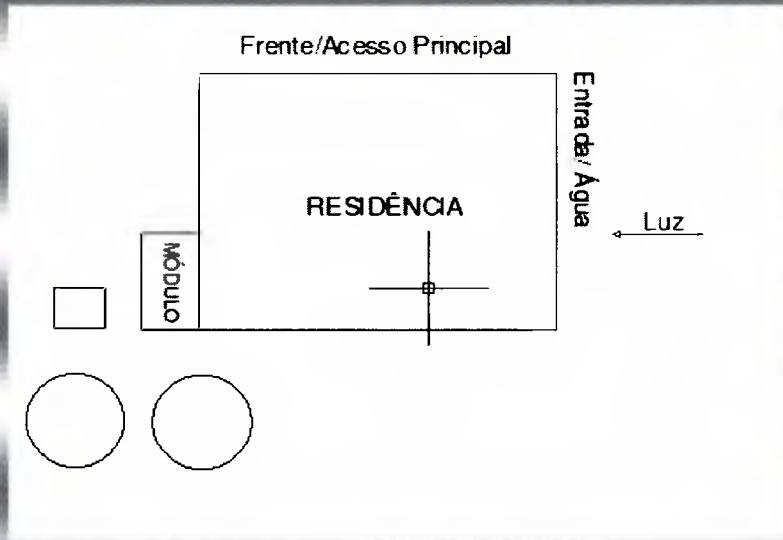 Frente/Acesso Principal
Entrada/Água
RESIDÊNCIA
Luz
MÓDULO